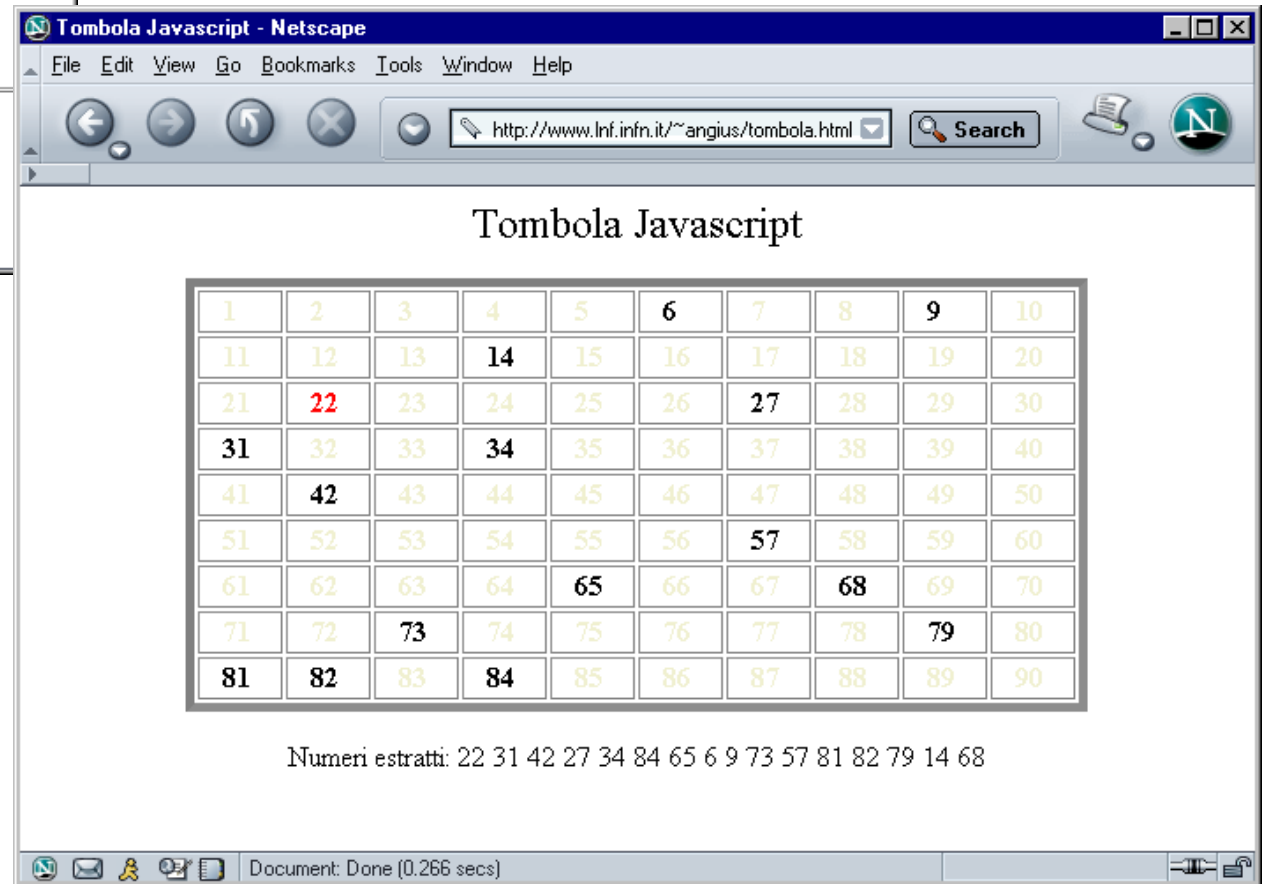 Tombola Javascript - Netscape
File Edit View Go Bookmarks Tools Window Help
http://www.lnf.infn.it/~angius/tombola.html Search N
Tombola Javascript
1 2 3 4 5 6 7 8 9 10
11 12 13 14 15 16 17 18 19 20
21 22 23 24 25 26 27 28 29 30
31 32 33 34 35 36 37 38 39 40
41 42 43 44 45 46 47 48 49 50
51 52 53 54 55 56 57 58 59 60
61 62 63 64 65 66 67 68 69 70
71 72 73 74 75 76 77 78 79 80
81 82 83 84 85 86 87 88 89 90
Numeri estratti: 22 31 42 27 34 84 65 6 9 73 57 81 82 79 14 68
Document: Done (0.266 secs)